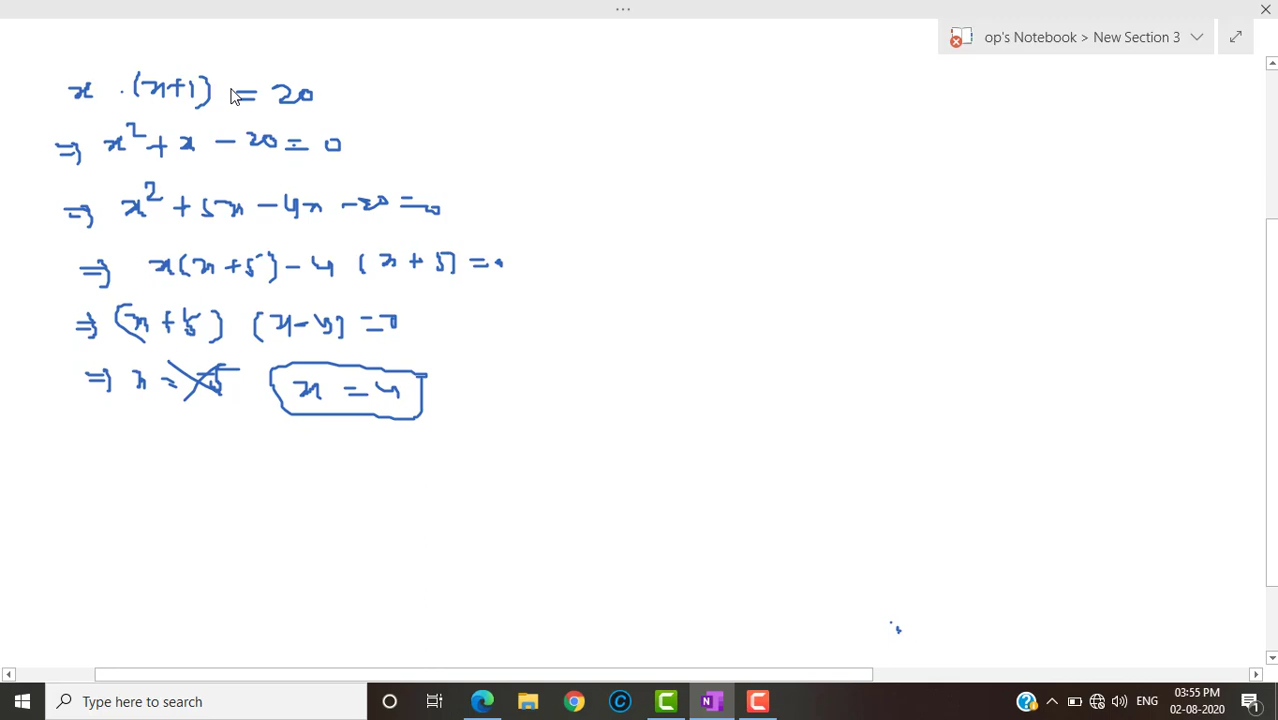 op's Notebook > New Section 3
x . (x+1) = 20
⇒ x² + x - 20 = 0
⇒ x² + 5x - 4x - 20 = 0
⇒ x(x+5) - 4 (x+5) = 0
⇒ (x+5) (x-4) = 0
⇒ x = -5 x = 4
Type here to search
ENG
03:55 PM
02-08-2020